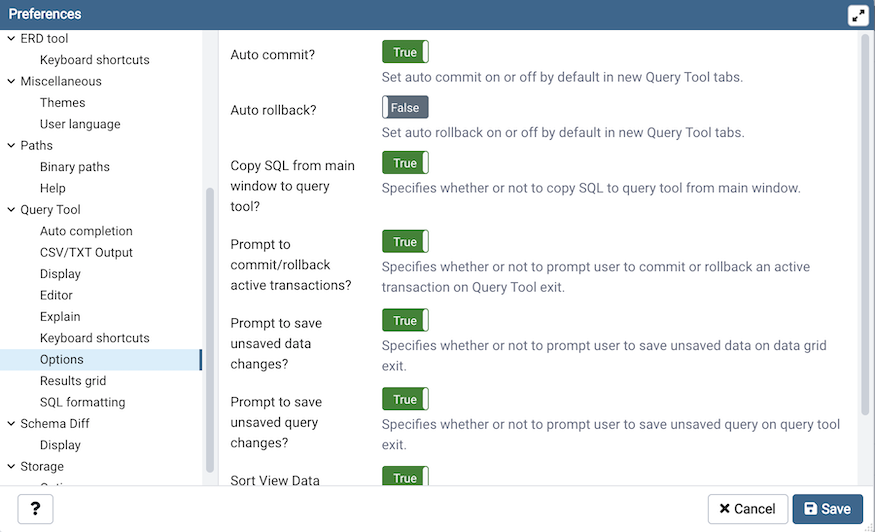 Preferences
ERD tool
Keyboard shortcuts
Miscellaneous
Themes
User language
Paths
Binary paths
Help
Query Tool
Auto completion
CSV/TXT Output
Display
Editor
Explain
Keyboard shortcuts
Options
Results grid
SQL formatting
Schema Diff
Display
Storage
Auto commit?
True
Set auto commit on or off by default in new Query Tool tabs.
Auto rollback?
False
Set auto rollback on or off by default in new Query Tool tabs.
Copy SQL from main
window to query
tool?
True
Specifies whether or not to copy SQL to query tool from main window.
Prompt to
commit/rollback
active transactions?
True
Specifies whether or not to prompt user to commit or rollback an active
transaction on Query Tool exit.
Prompt to save
unsaved data
changes?
True
Specifies whether or not to prompt user to save unsaved data on data grid
exit.
Prompt to save
unsaved query
changes?
True
Specifies whether or not to prompt user to save unsaved query on query tool
exit.
Sort View Data
True
?
Cancel
Save